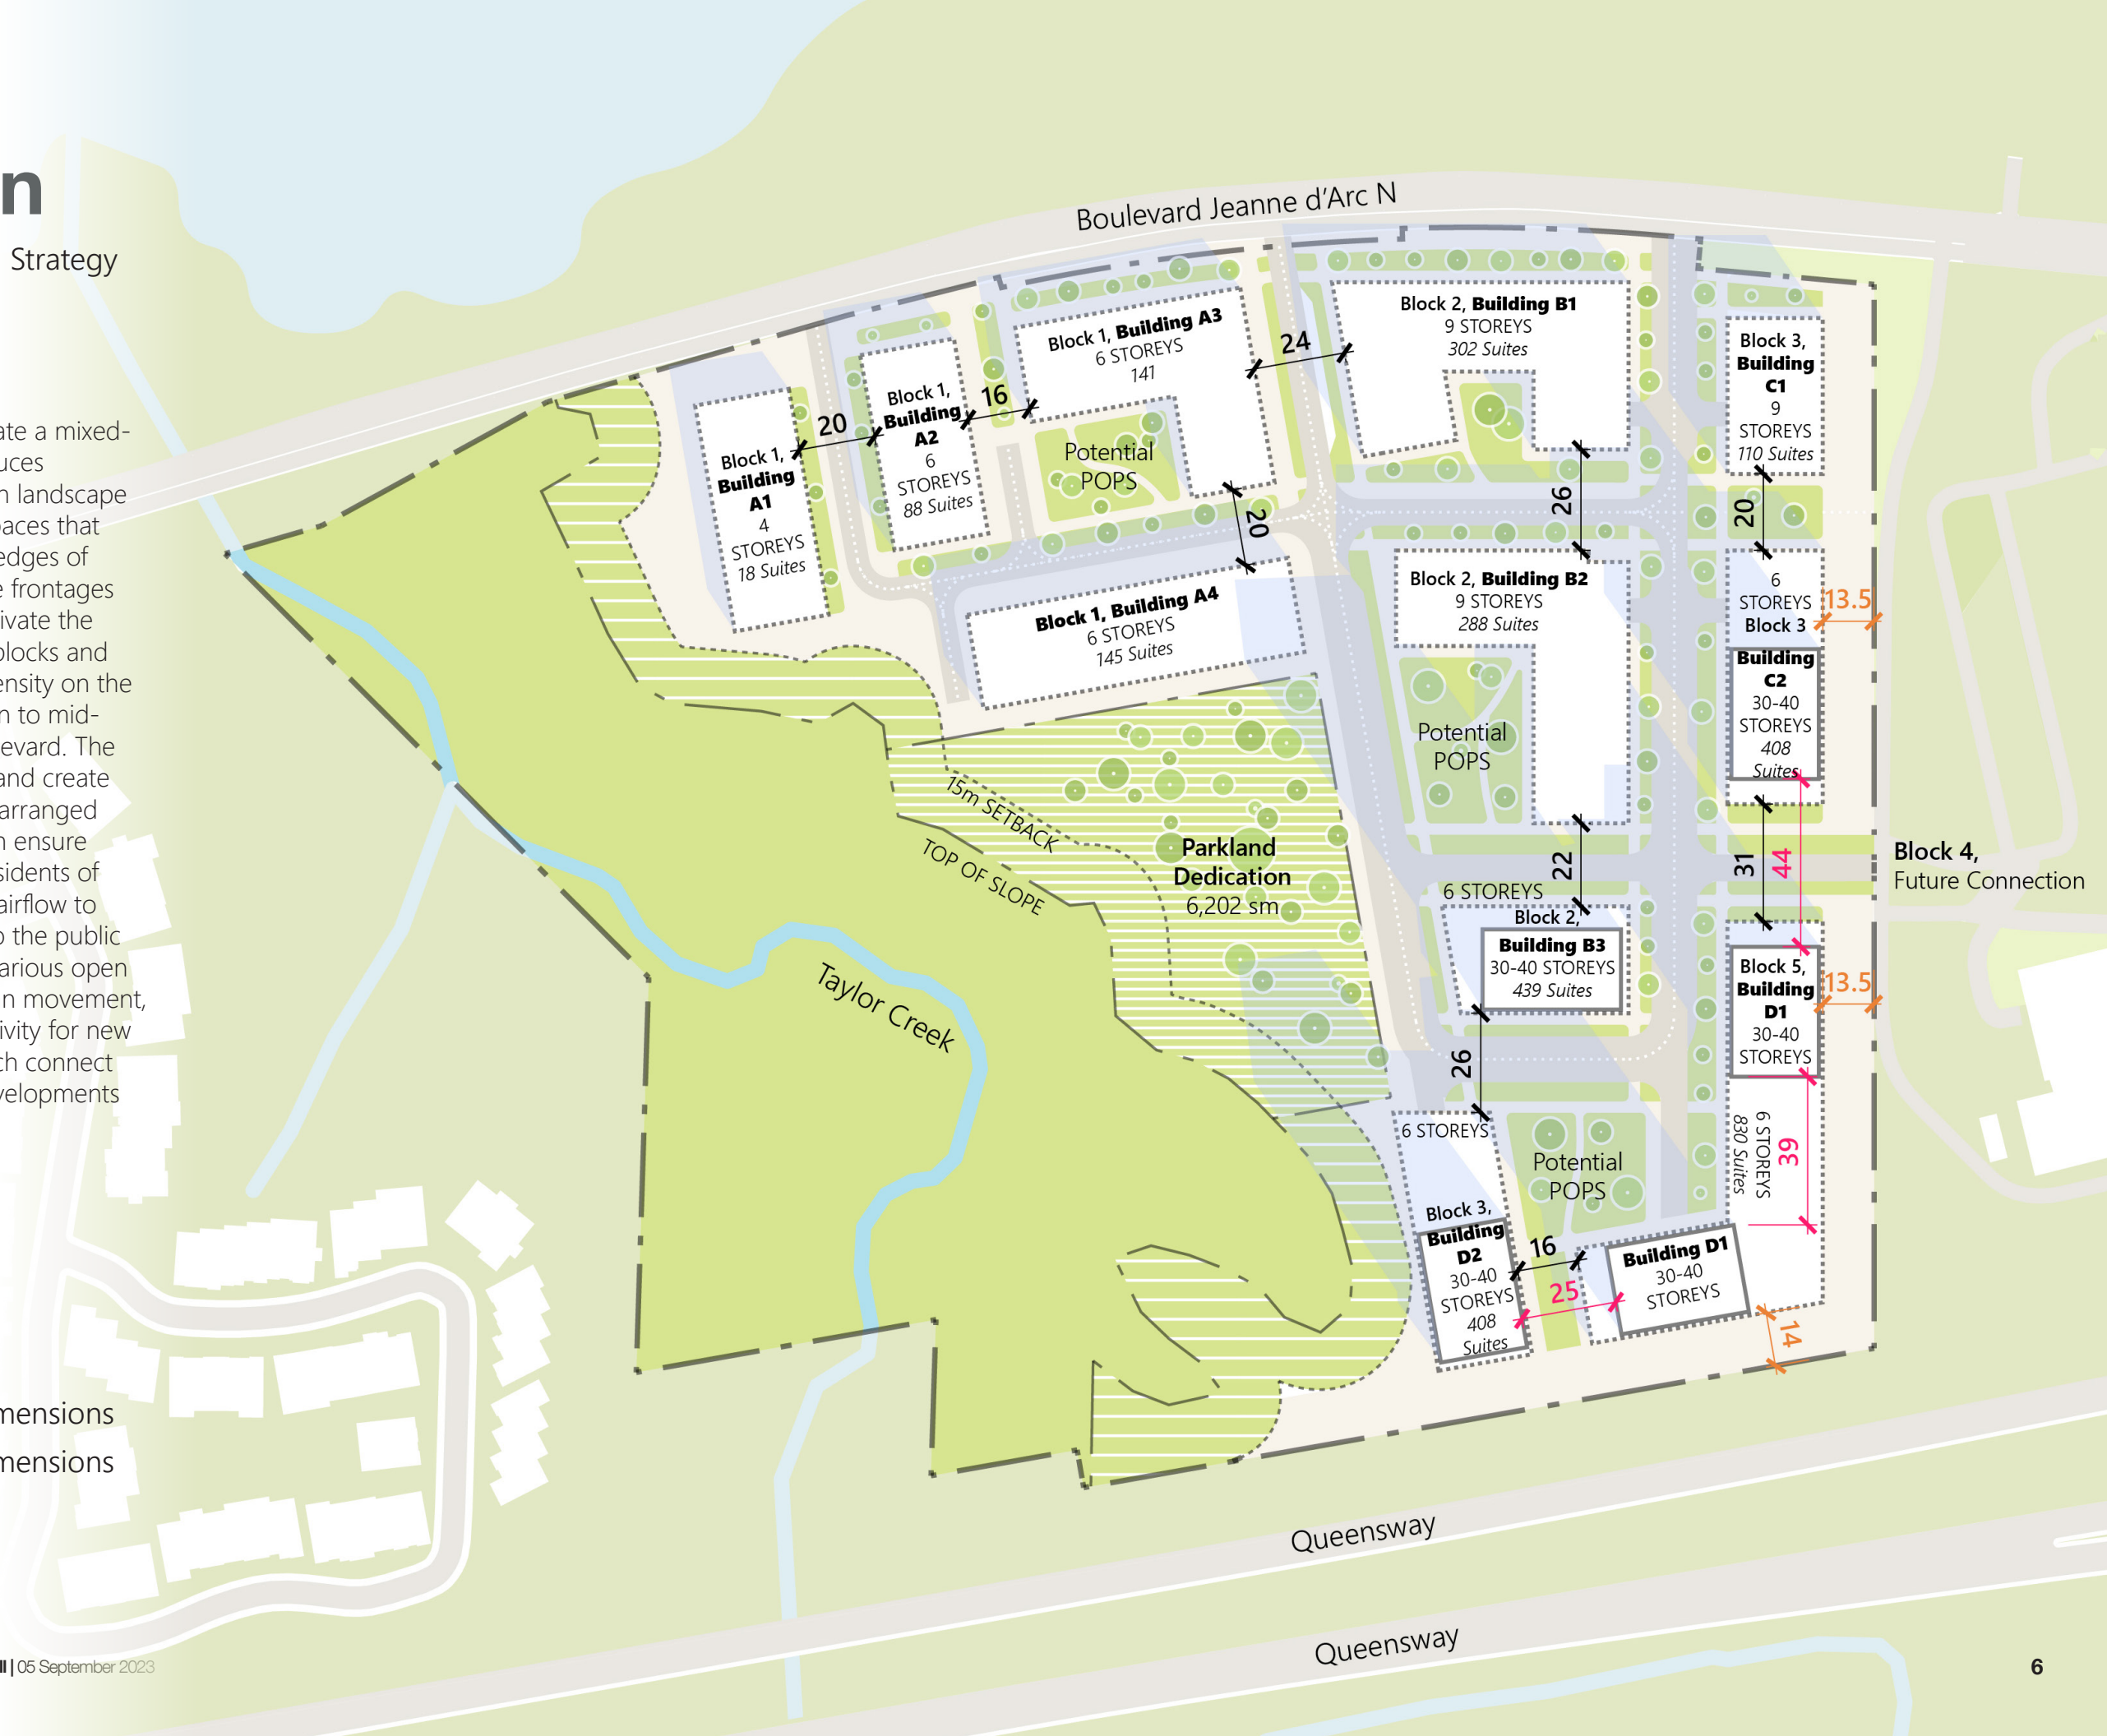 n
Strategy
ate a mixed-
uces
n landscape
paces that
edges of
e frontages
ivate the
blocks and
ensity on the
n to mid-
levard. The
and create
arranged
n ensure
sidents of
airflow to
o the public
arious open
in movement,
tivity for new
ch connect
velopments
mensions
mensions
ll | 05 September 2023
Boulevard Jeanne d'Arc N
Block 1,
Building
A1
4
STOREYS
18 Suites
20
Block 1,
Building
A2
6
STOREYS
88 Suites
16
Block 1, Building A3
6 STOREYS
141
Potential
POPS
24
20
Block 1, Building A4
6 STOREYS
145 Suites
Block 2, Building B1
9 STOREYS
302 Suites
26
Block 2, Building B2
9 STOREYS
288 Suites
Potential
POPS
22
6 STOREYS
Block 2,
Building B3
30-40 STOREYS
439 Suites
26
Block 3,
Building
C1
9
STOREYS
110 Suites
20
6
STOREYS
Block 3
13.5
Building
C2
30-40
STOREYS
408
Suites
31
44
Block 4,
Future Connection
Block 5,
Building
D1
30-40
STOREYS
13.5
6 STOREYS
830 Suites
39
6 STOREYS
Potential
POPS
Block 3,
Building
D2
30-40
STOREYS
408
Suites
16
25
Building D1
30-40
STOREYS
14
15m SETBACK
TOP OF SLOPE
Parkland
Dedication
6,202 sm
Taylor Creek
Queensway
Queensway
6